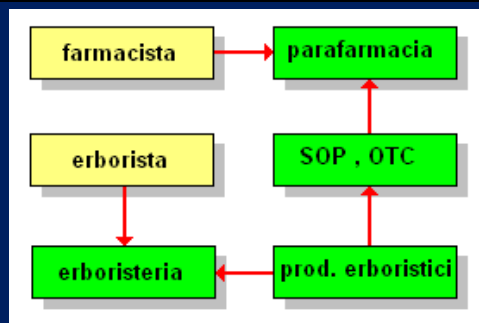 farmacista
parafarmacia
erborista
SOP , OTC
erboristeria
prod. erboristici